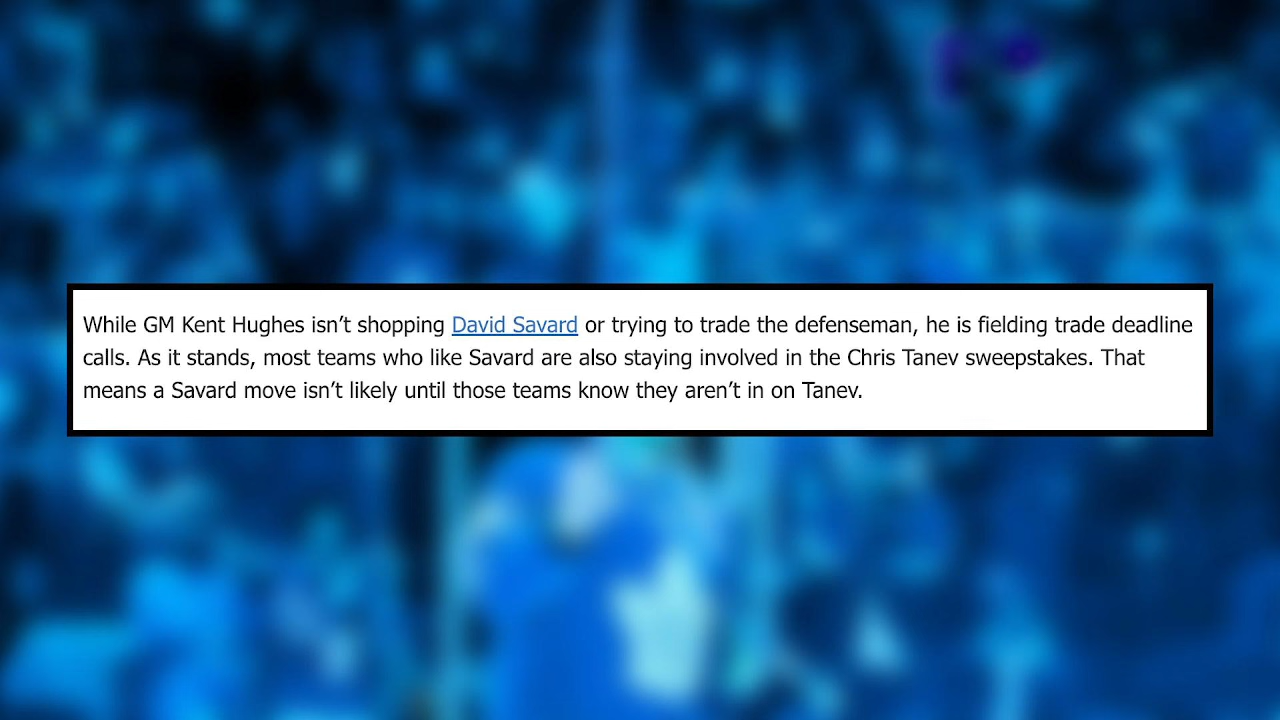 While GM Kent Hughes isn’t shopping David Savard or trying to trade the defenseman, he is fielding trade deadline
calls. As it stands, most teams who like Savard are also staying involved in the Chris Tanev sweepstakes. That
means a Savard move isn’t likely until those teams know they aren’t in on Tanev.